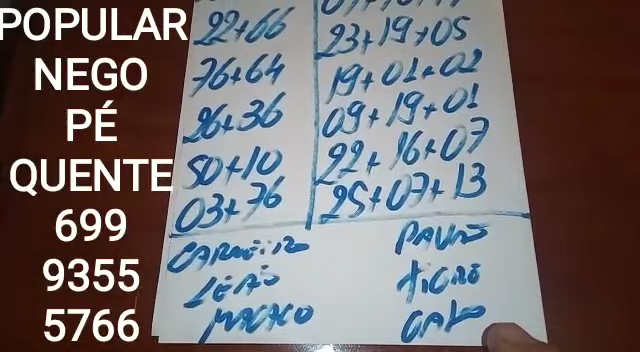 POPULAR
NEGO
PÉ
QUENTE
699
9355
5766
22+66
76+64
26+36
50+10
03+76
23+19+05
19+01+02
09+19+01
22+16+07
25+07+13
CARNEIRO
LEÃO
MACACO
PAVÃO
TIGRE
GALO